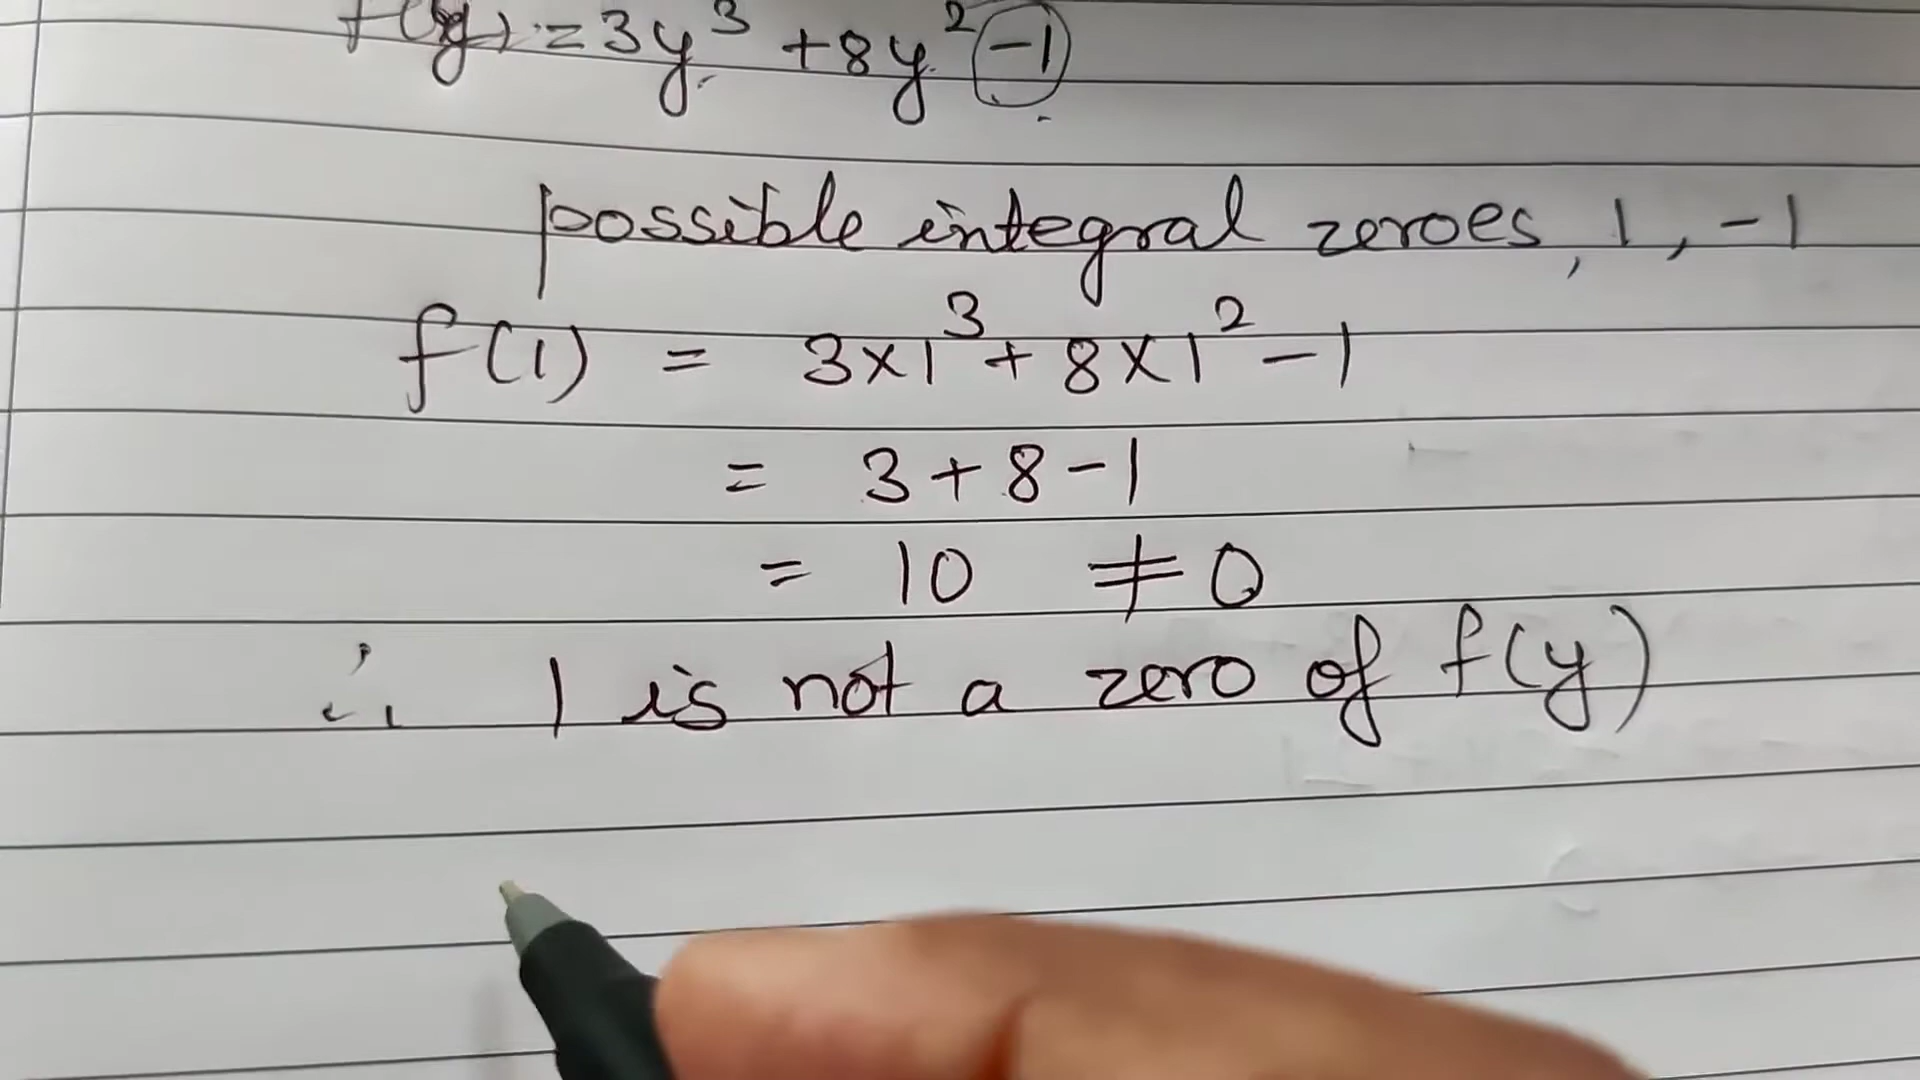 f(y) = 3y³ + 8y² - 1
possible integral zeroes, 1, -1
f(1) = 3×1³ + 8×1² - 1
= 3 + 8 - 1
= 10 ≠ 0
∴ 1 is not a zero of f(y)